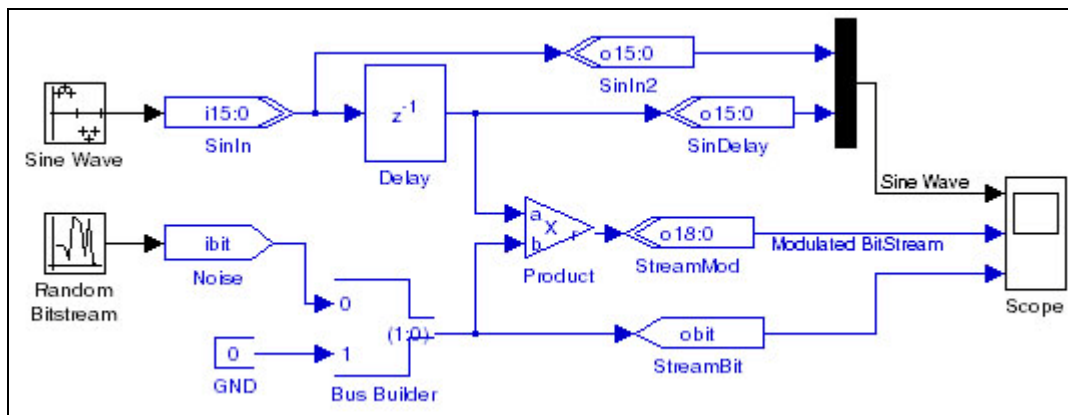 o15:0
SinIn2
Sine Wave
i15:0
SinIn
z-1
Delay
o15:0
SinDelay
Sine Wave
Random
Bitstream
ibit
Noise
a
X
b
r
Product
o18:0
StreamMod
Modulated BitStream
Scope
0
GND
0
1
(1:0)
Bus Builder
obit
StreamBit